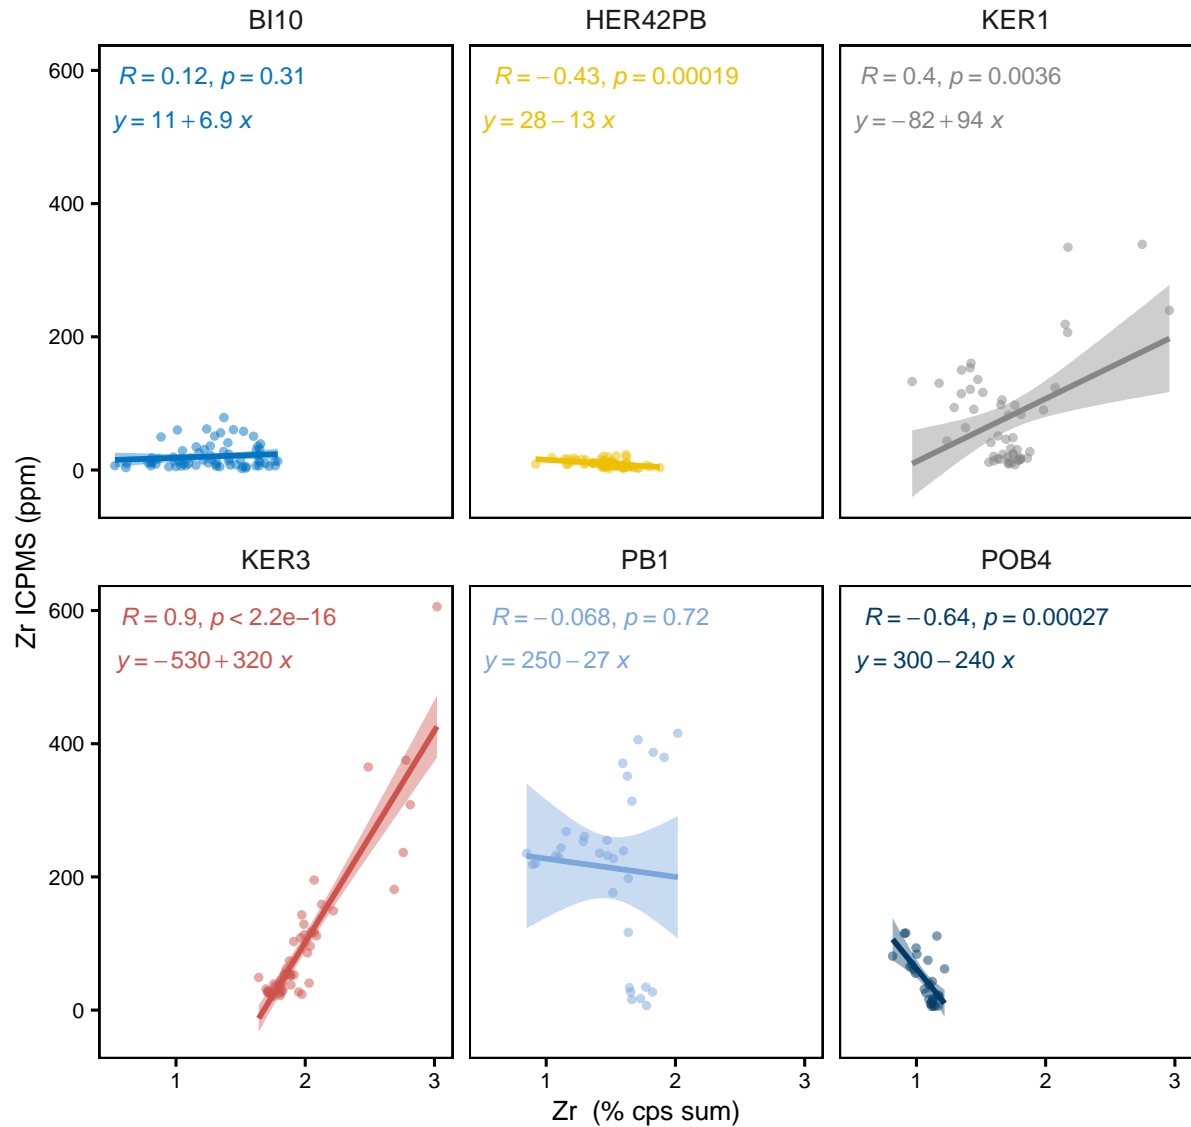 BI10 HER42PB KER1
R = 0.12, p = 0.31 R = −0.43, p = 0.00019 R = 0.4, p = 0.0036
y = 11 + 6.9 x y = 28 − 13 x y = −82 + 94 x
600
400
200
0
Zr ICPMS (ppm)
KER3 PB1 POB4
R = 0.9, p < 2.2e−16 R = −0.068, p = 0.72 R = −0.64, p = 0.00027
y = −530 + 320 x y = 250 − 27 x y = 300 − 240 x
600
400
200
0
1 2 3 1 2 3 1 2 3
Zr (% cps sum)